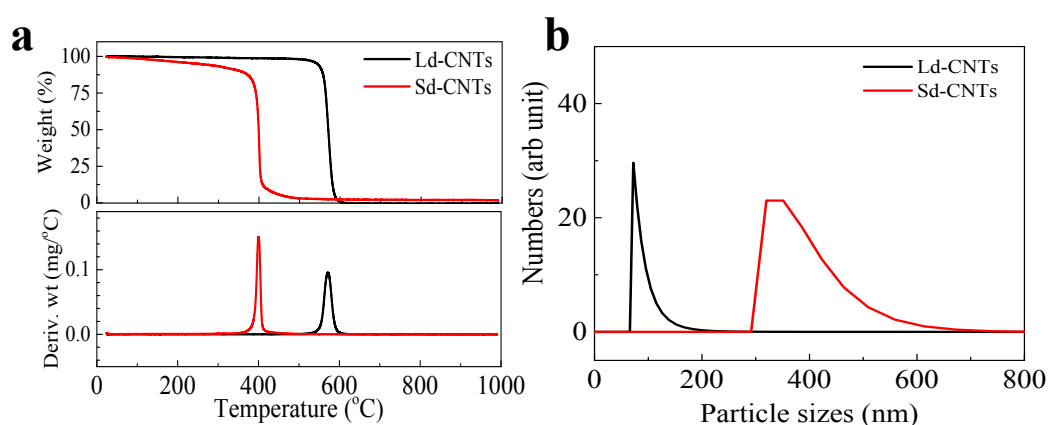 a
100
75
50
25
0
Weight (%)
Ld-CNTs
Sd-CNTs
0.1
0.0
Deriv. wt (mg/°C)
0 200 400 600 800 1000
Temperature (°C)
b
40
20
0
Numbers (arb unit)
Ld-CNTs
Sd-CNTs
0 200 400 600 800
Particle sizes (nm)